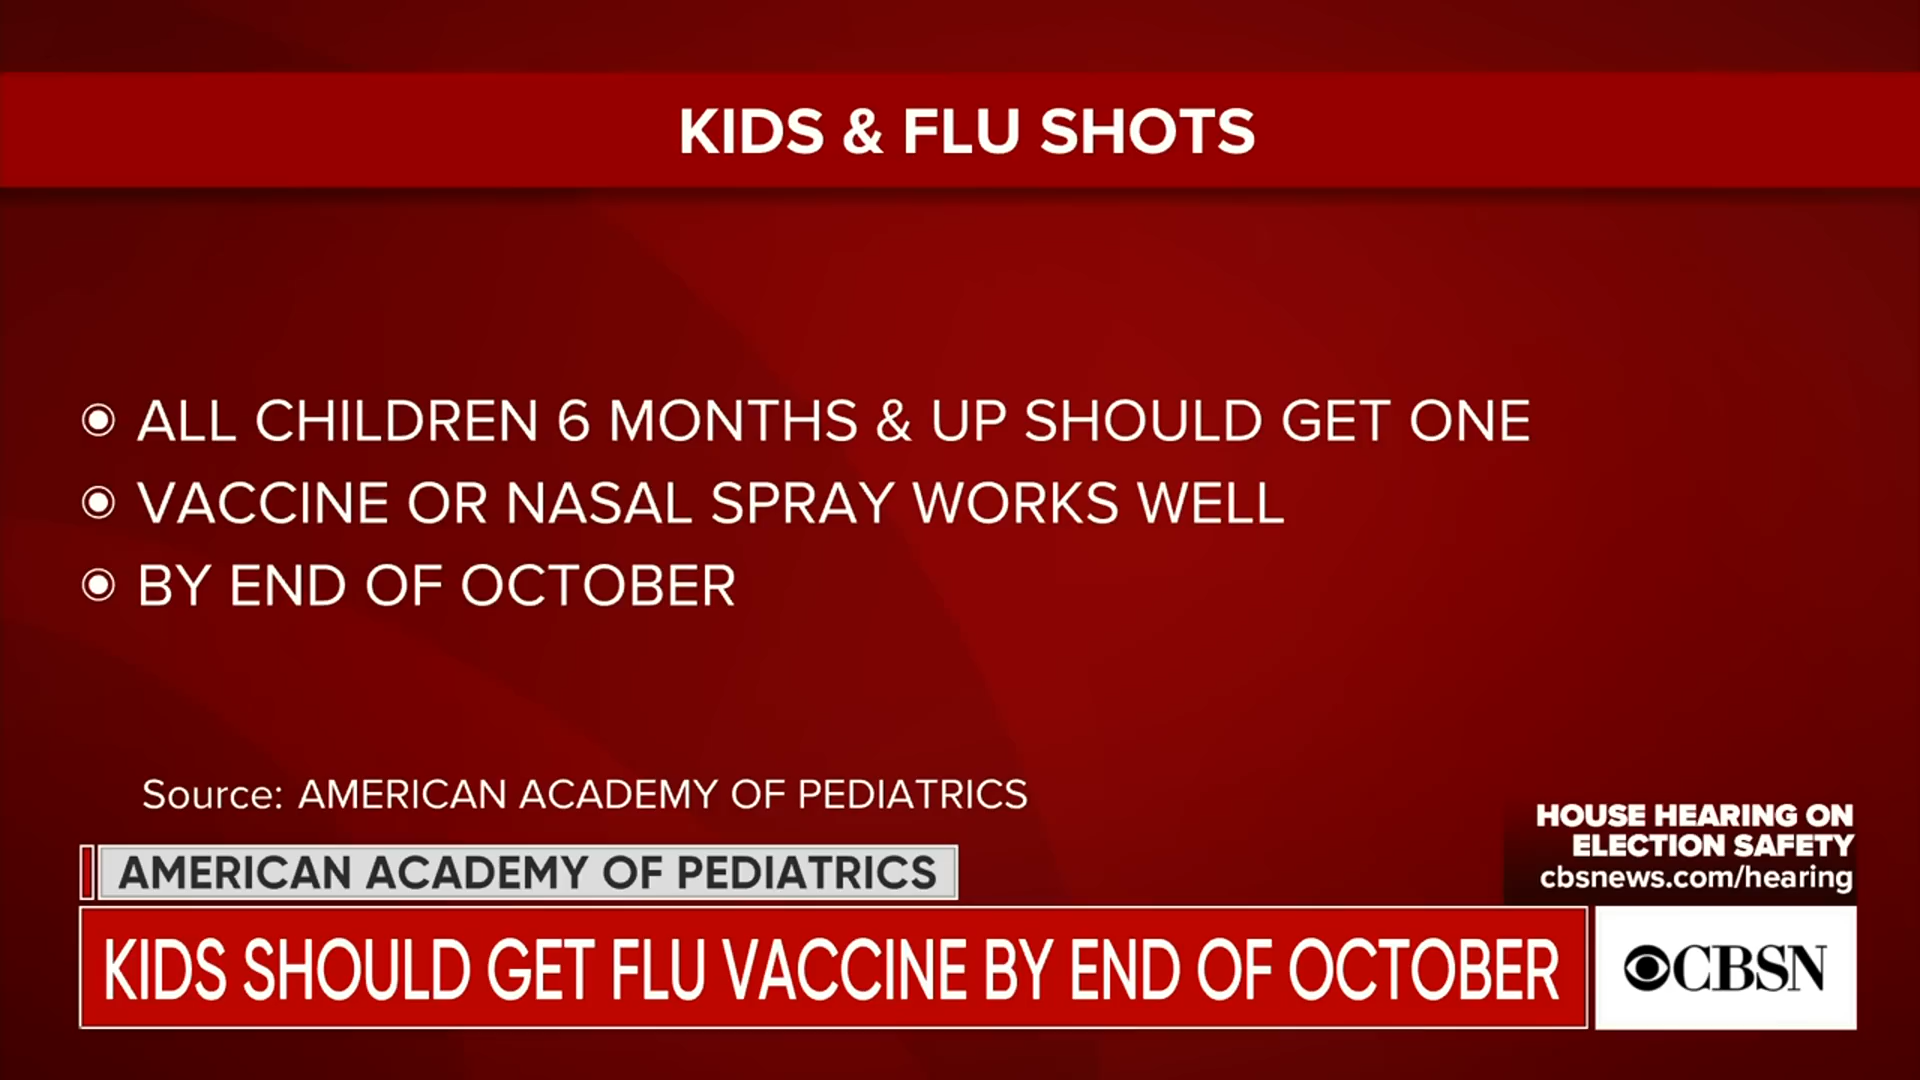 KIDS & FLU SHOTS
ALL CHILDREN 6 MONTHS & UP SHOULD GET ONE
VACCINE OR NASAL SPRAY WORKS WELL
BY END OF OCTOBER
Source: AMERICAN ACADEMY OF PEDIATRICS
HOUSE HEARING ON
ELECTION SAFETY
cbsnews.com/hearing
AMERICAN ACADEMY OF PEDIATRICS
KIDS SHOULD GET FLU VACCINE BY END OF OCTOBER
CBSN